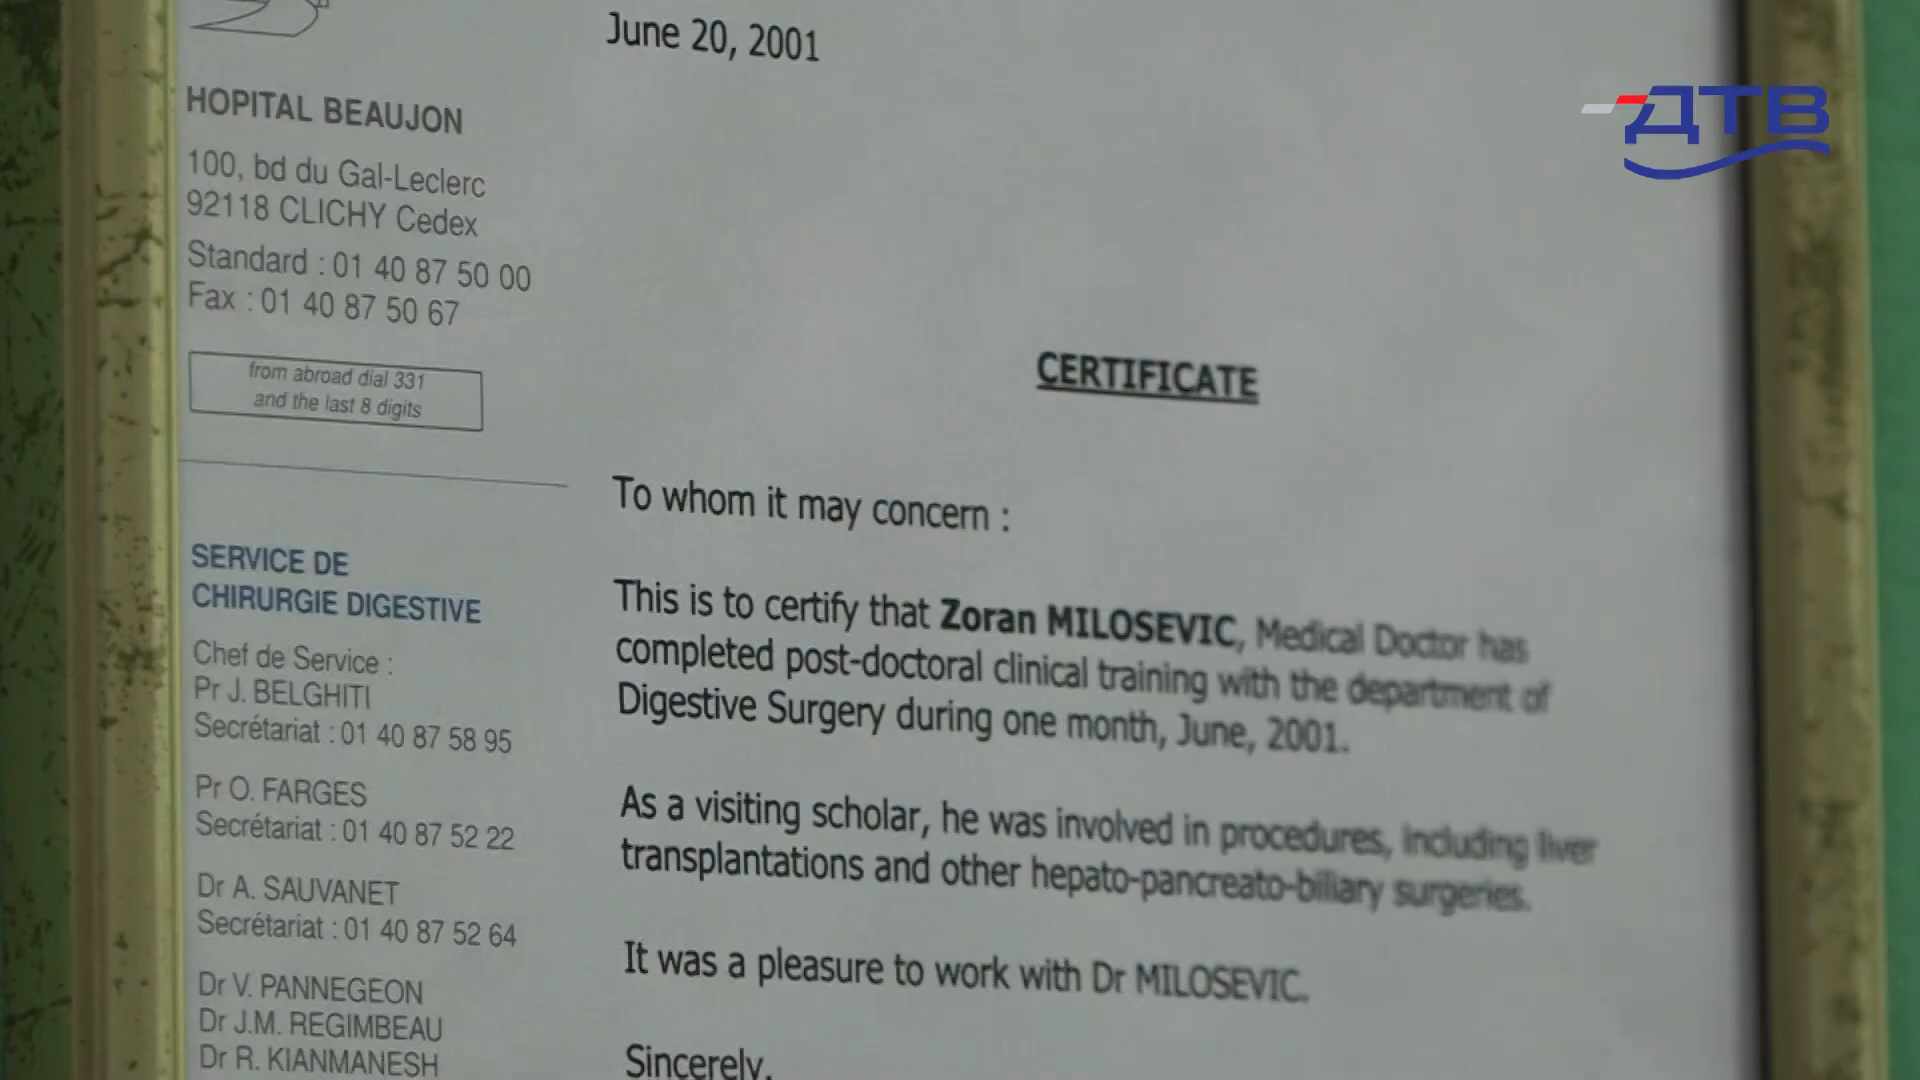 June 20, 2001
HOPITAL BEAUJON
100, bd du Gal-Leclerc
92118 CLICHY Cedex
Standard : 01 40 87 50 00
Fax : 01 40 87 50 67
from abroad dial 331
and the last 8 digits
SERVICE DE
CHIRURGIE DIGESTIVE
Chef de Service :
Pr J. BELGHITI
Secrétariat : 01 40 87 58 95
Pr O. FARGES
Secrétariat : 01 40 87 52 22
Dr A. SAUVANET
Secrétariat : 01 40 87 52 64
Dr V. PANNEGEON
Dr J.M. REGIMBEAU
Dr R. KIANMANESH
CERTIFICATE
To whom it may concern :
This is to certify that Zoran MILOSEVIC, Medical Doctor has
completed post-doctoral clinical training with the department of
Digestive Surgery during one month, June, 2001.
As a visiting scholar, he was involved in procedures, including liver
transplantations and other hepato-pancreato-biliary surgeries.
It was a pleasure to work with Dr MILOSEVIC.
Sincerely,
ДТВ